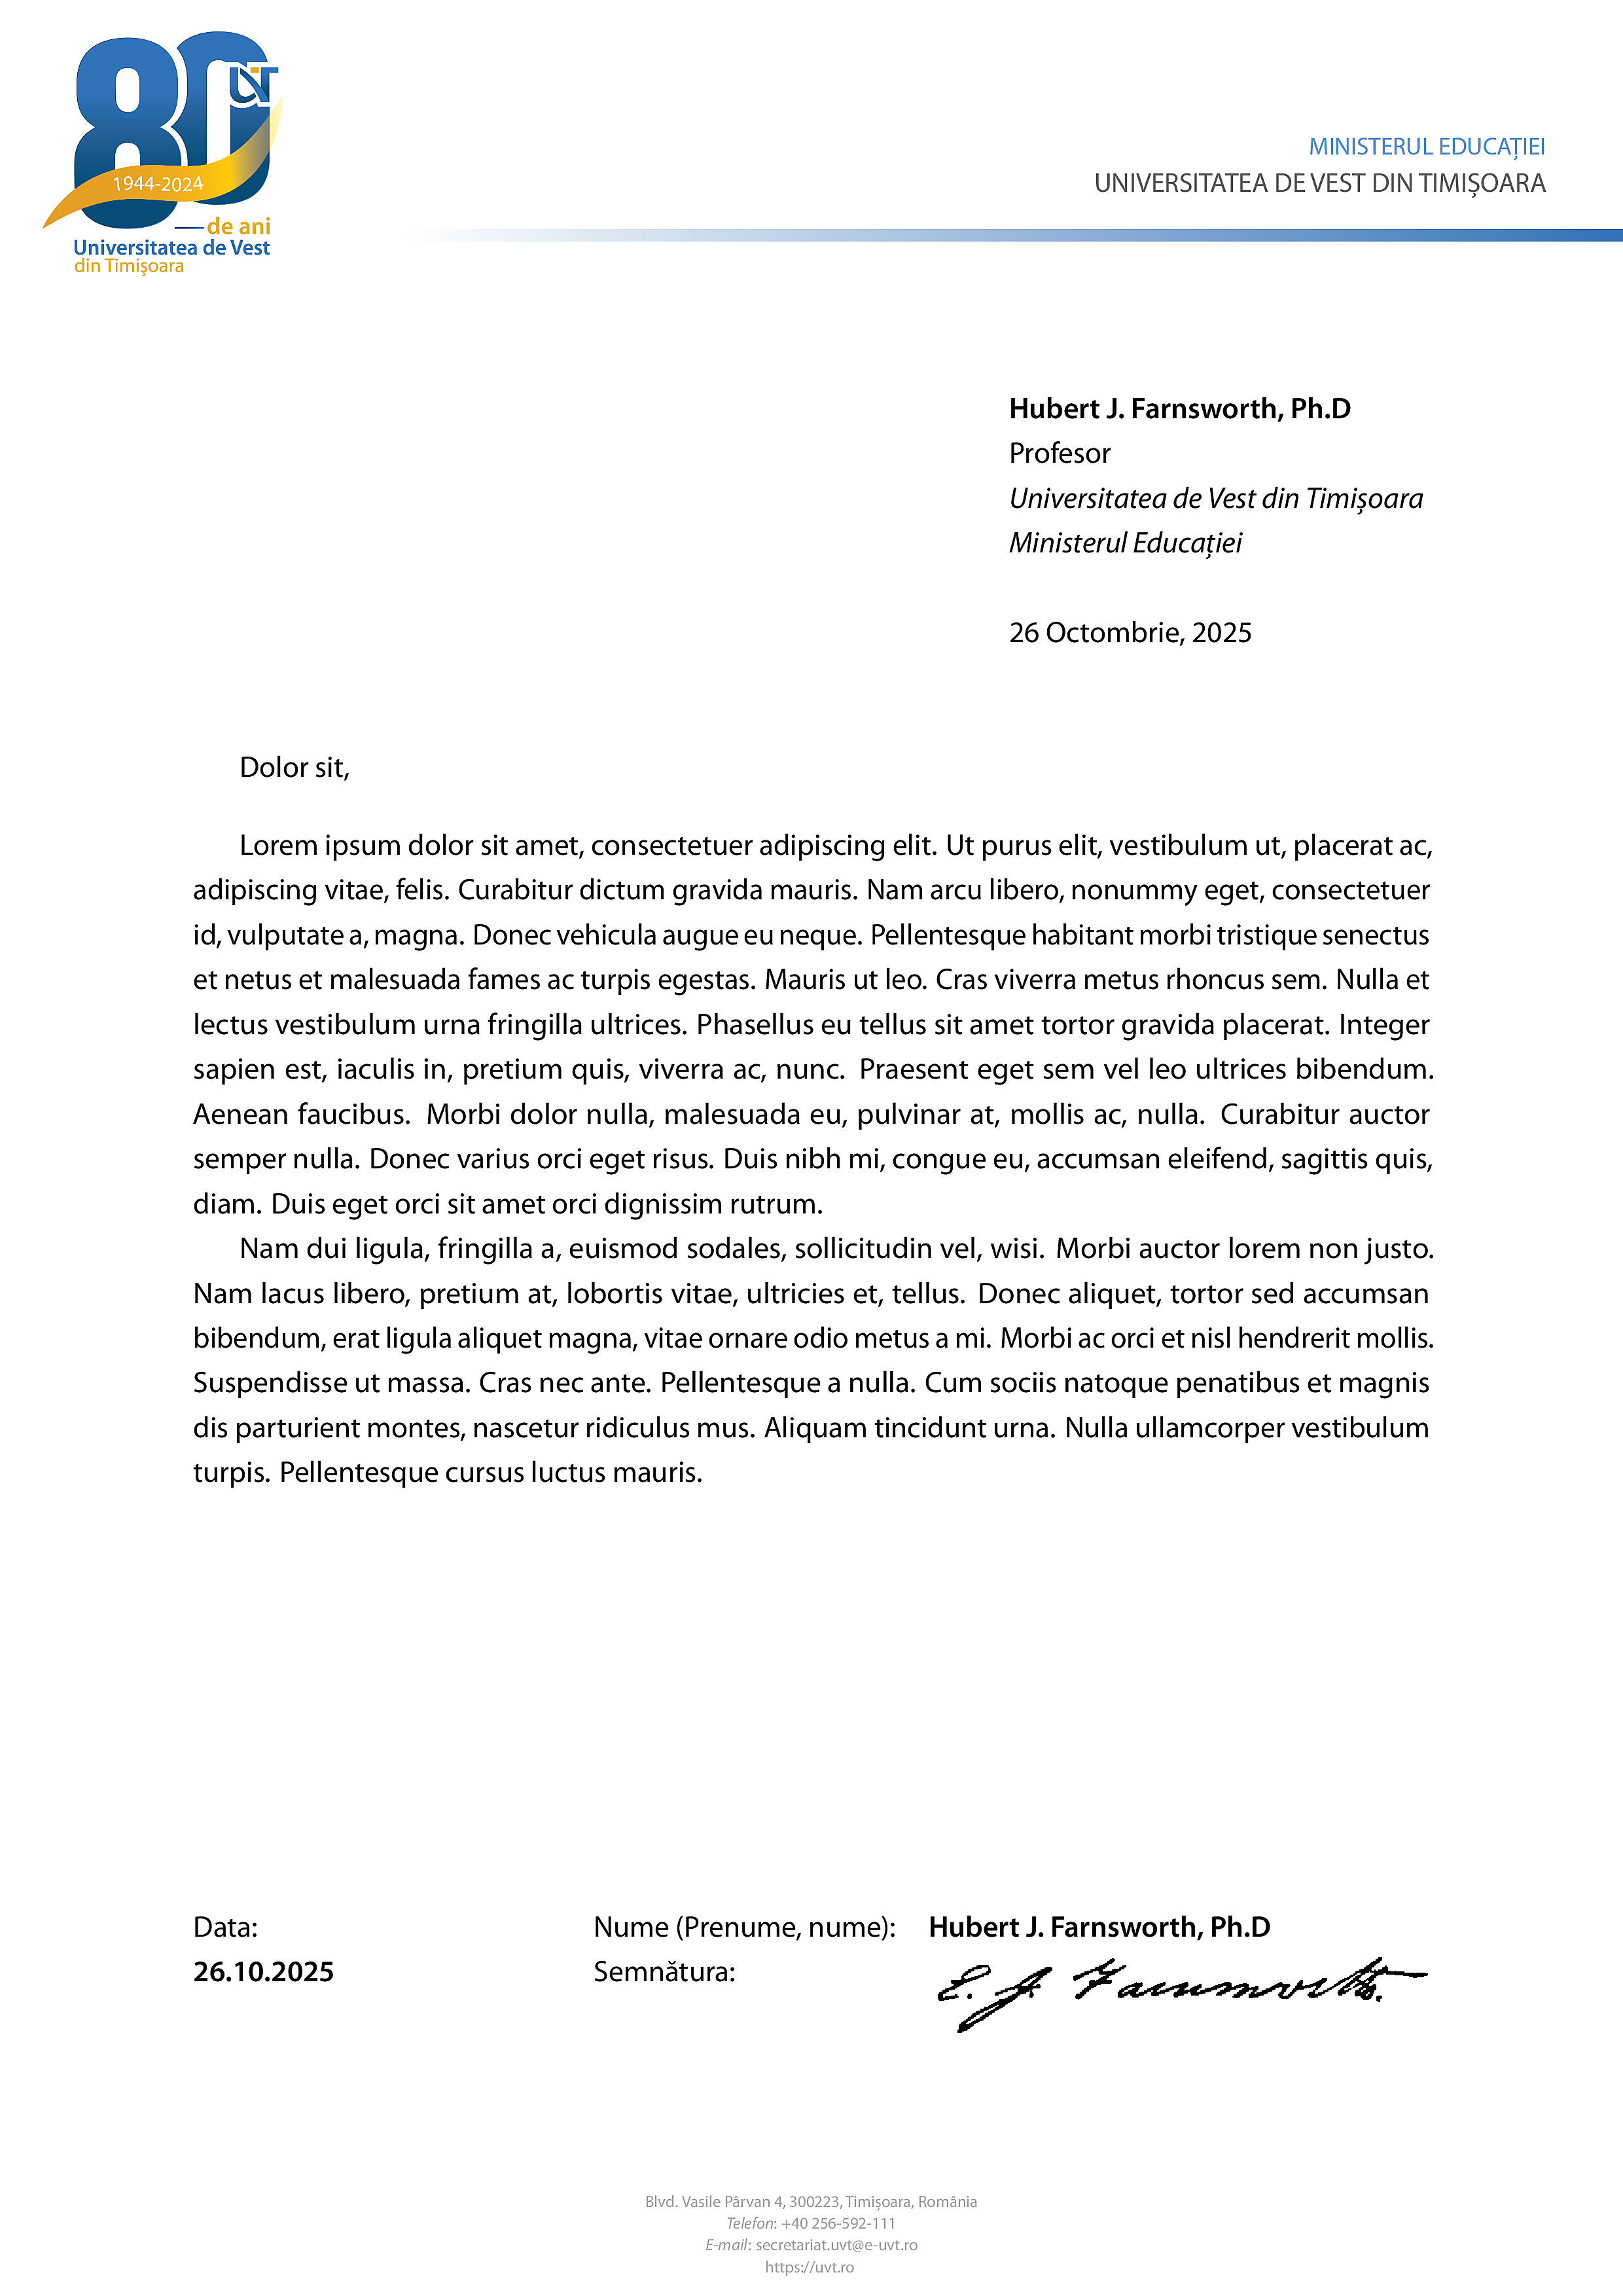 80 UVT
1944-2024
de ani
Universitatea de Vest
din Timișoara
MINISTERUL EDUCAȚIEI
UNIVERSITATEA DE VEST DIN TIMIȘOARA
Hubert J. Farnsworth, Ph.D
Profesor
Universitatea de Vest din Timișoara
Ministerul Educației
26 Octombrie, 2025
Dolor sit,
Lorem ipsum dolor sit amet, consectetuer adipiscing elit. Ut purus elit, vestibulum ut, placerat ac,
adipiscing vitae, felis. Curabitur dictum gravida mauris. Nam arcu libero, nonummy eget, consectetuer
id, vulputate a, magna. Donec vehicula augue eu neque. Pellentesque habitant morbi tristique senectus
et netus et malesuada fames ac turpis egestas. Mauris ut leo. Cras viverra metus rhoncus sem. Nulla et
lectus vestibulum urna fringilla ultrices. Phasellus eu tellus sit amet tortor gravida placerat. Integer
sapien est, iaculis in, pretium quis, viverra ac, nunc. Praesent eget sem vel leo ultrices bibendum.
Aenean faucibus. Morbi dolor nulla, malesuada eu, pulvinar at, mollis ac, nulla. Curabitur auctor
semper nulla. Donec varius orci eget risus. Duis nibh mi, congue eu, accumsan eleifend, sagittis quis,
diam. Duis eget orci sit amet orci dignissim rutrum.
Nam dui ligula, fringilla a, euismod sodales, sollicitudin vel, wisi. Morbi auctor lorem non justo.
Nam lacus libero, pretium at, lobortis vitae, ultricies et, tellus. Donec aliquet, tortor sed accumsan
bibendum, erat ligula aliquet magna, vitae ornare odio metus a mi. Morbi ac orci et nisl hendrerit mollis.
Suspendisse ut massa. Cras nec ante. Pellentesque a nulla. Cum sociis natoque penatibus et magnis
dis parturient montes, nascetur ridiculus mus. Aliquam tincidunt urna. Nulla ullamcorper vestibulum
turpis. Pellentesque cursus luctus mauris.
Data:
26.10.2025
Nume (Prenume, nume): Hubert J. Farnsworth, Ph.D
Semnătura:
Blvd. Vasile Pârvan 4, 300223, Timișoara, România
Telefon: +40 256-592-111
E-mail: secretariat.uvt@e-uvt.ro
https://uvt.ro